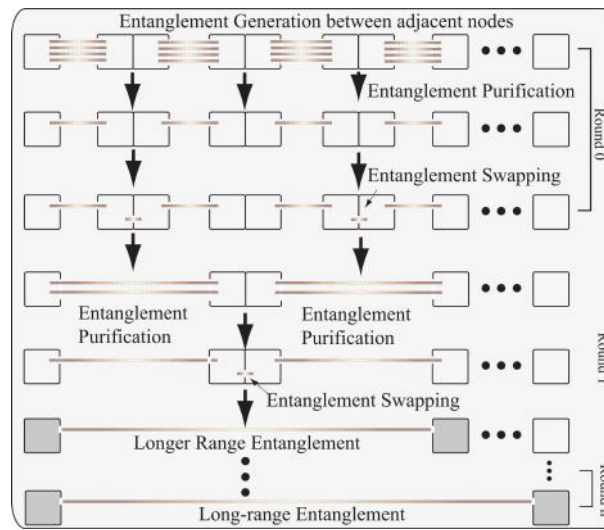 Entanglement Generation between adjacent nodes
Entanglement Purification
Round 0
Entanglement Swapping
Entanglement
Purification
Entanglement
Purification
Round 1
Entanglement Swapping
Longer Range Entanglement
Long-range Entanglement
Round n